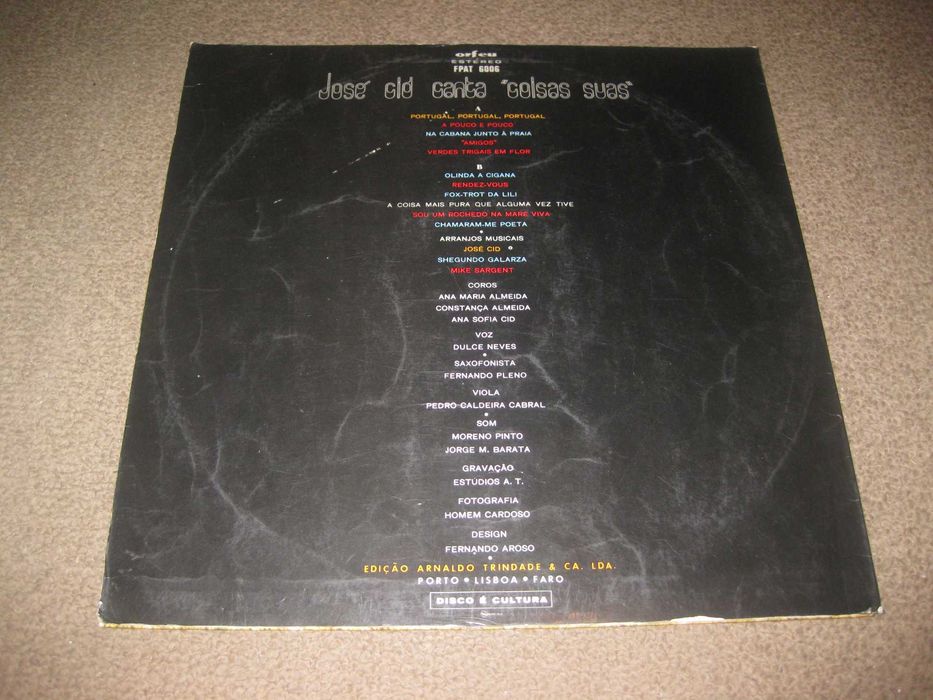 orfeu
ESTÉREO
FPAT 6006
José Cid Canta "Coisas Suas"
A
PORTUGAL, PORTUGAL, PORTUGAL
A POUCO E POUCO
NA CABANA JUNTO À PRAIA
"AMIGOS"
VERDES TRIGAIS EM FLOR
B
OLINDA A CIGANA
RENDEZ-VOUS
FOX-TROT DA LILI
A COISA MAIS PURA QUE ALGUMA VEZ TIVE
SOU UM ROCHEDO NA MARÉ VIVA
CHAMARAM-ME POETA
ARRANJOS MUSICAIS
JOSÉ CID
SHEGUNDO GALARZA
MIKE SARGENT
COROS
ANA MARIA ALMEIDA
CONSTANÇA ALMEIDA
ANA SOFIA CID
VOZ
DULCE NEVES
SAXOFONISTA
FERNANDO PLENO
VIOLA
PEDRO CALDEIRA CABRAL
SOM
MORENO PINTO
JORGE M. BARATA
GRAVAÇÃO
ESTÚDIOS A. T.
FOTOGRAFIA
HOMEM CARDOSO
DESIGN
FERNANDO AROSO
EDIÇÃO ARNALDO TRINDADE & CA. LDA.
PORTO • LISBOA • FARO
DISCO É CULTURA